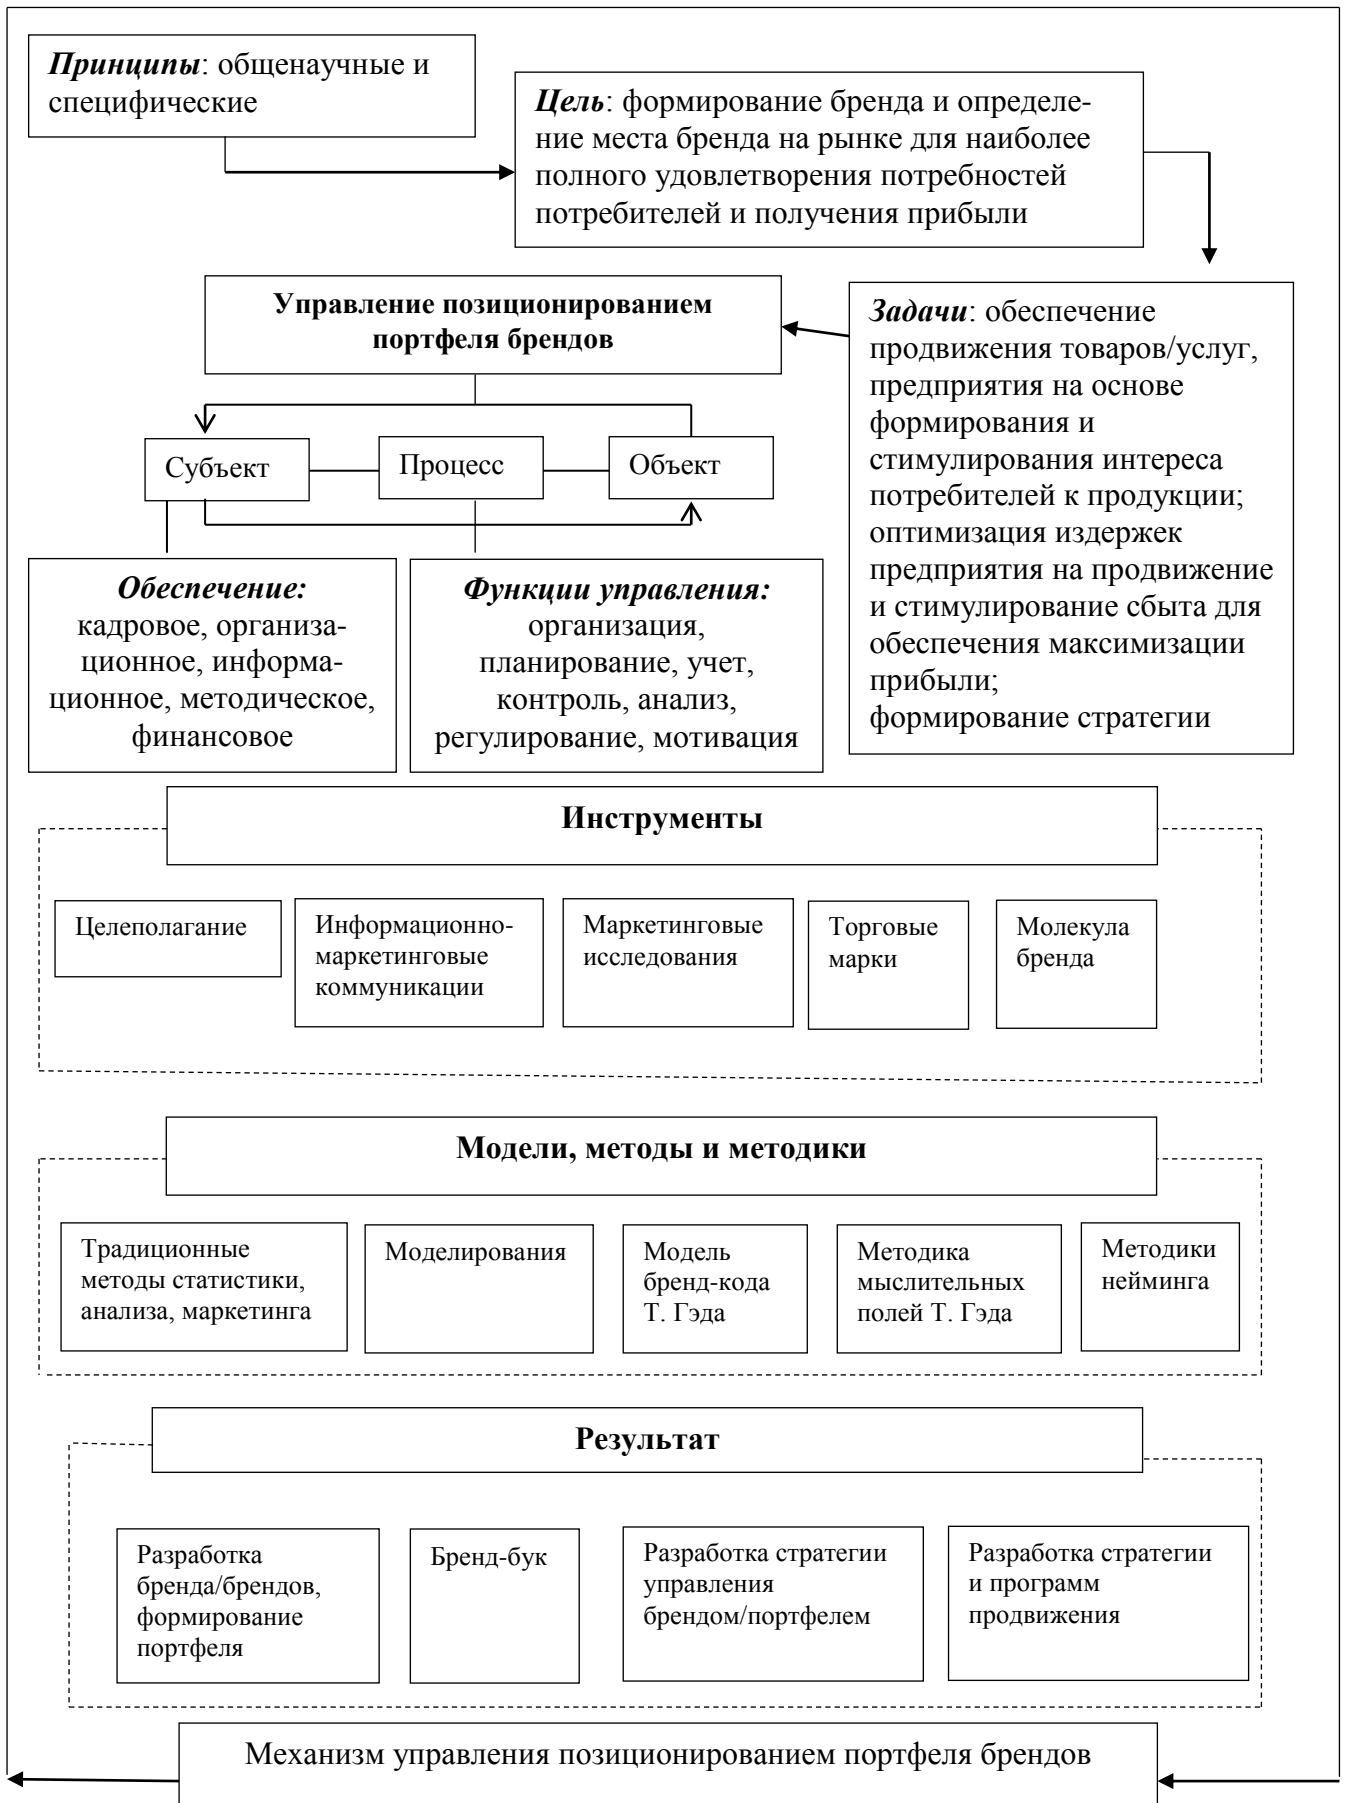 Принципы: общенаучные и
специфические
Цель: формирование бренда и определе-
ние места бренда на рынке для наиболее
полного удовлетворения потребностей
потребителей и получения прибыли
Управление позиционированием
портфеля брендов
Задачи: обеспечение
продвижения товаров/услуг,
предприятия на основе
формирования и
стимулирования интереса
потребителей к продукции;
оптимизация издержек
предприятия на продвижение
и стимулирование сбыта для
обеспечения максимизации
прибыли;
формирование стратегии
Субъект
Процесс
Объект
Обеспечение:
кадровое, организа-
ционное, информа-
ционное, методическое,
финансовое
Функции управления:
организация,
планирование, учет,
контроль, анализ,
регулирование, мотивация
Инструменты
Целеполагание
Информационно-
маркетинговые
коммуникации
Маркетинговые
исследования
Торговые
марки
Молекула
бренда
Модели, методы и методики
Традиционные
методы статистики,
анализа, маркетинга
Моделирования
Модель
бренд-кода
Т. Гэда
Методика
мыслительных
полей Т. Гэда
Методики
нейминга
Результат
Разработка
бренда/брендов,
формирование
портфеля
Бренд-бук
Разработка стратегии
управления
брендом/портфелем
Разработка стратегии
и программ
продвижения
Механизм управления позиционированием портфеля брендов